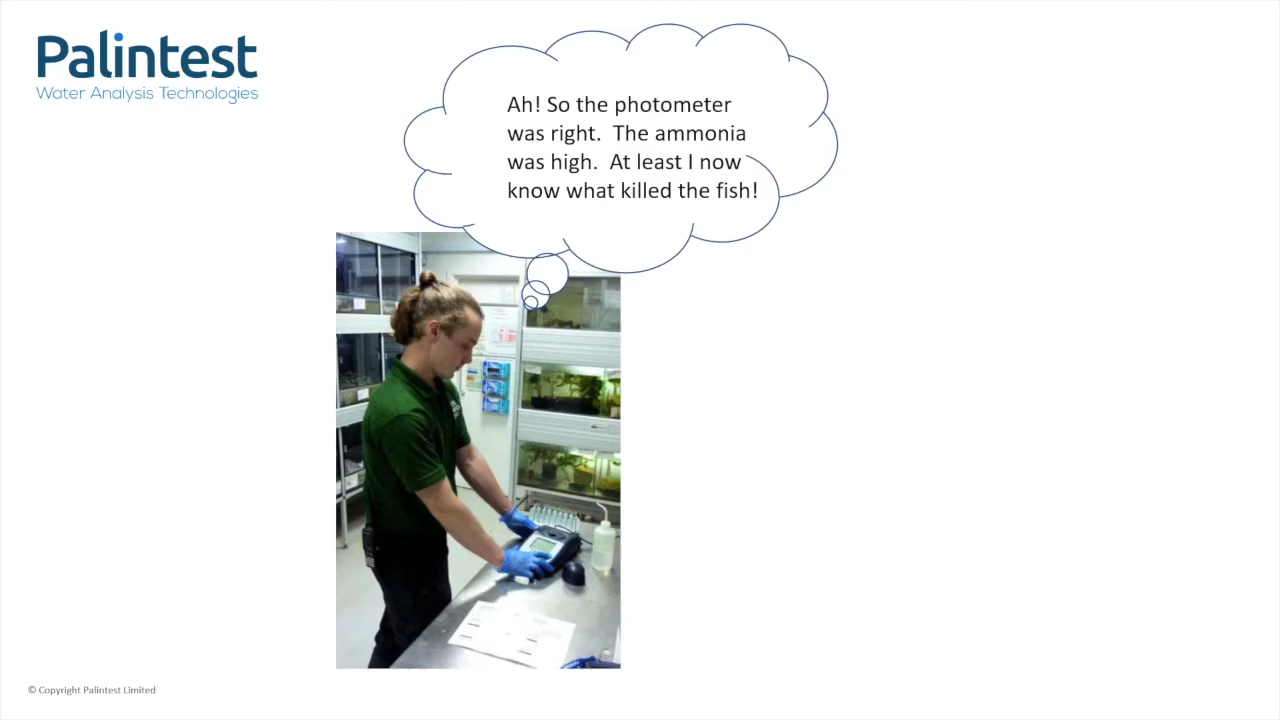 Palintest
Water Analysis Technologies
Ah! So the photometer
was right. The ammonia
was high. At least I now
know what killed the fish!
© Copyright Palintest Limited